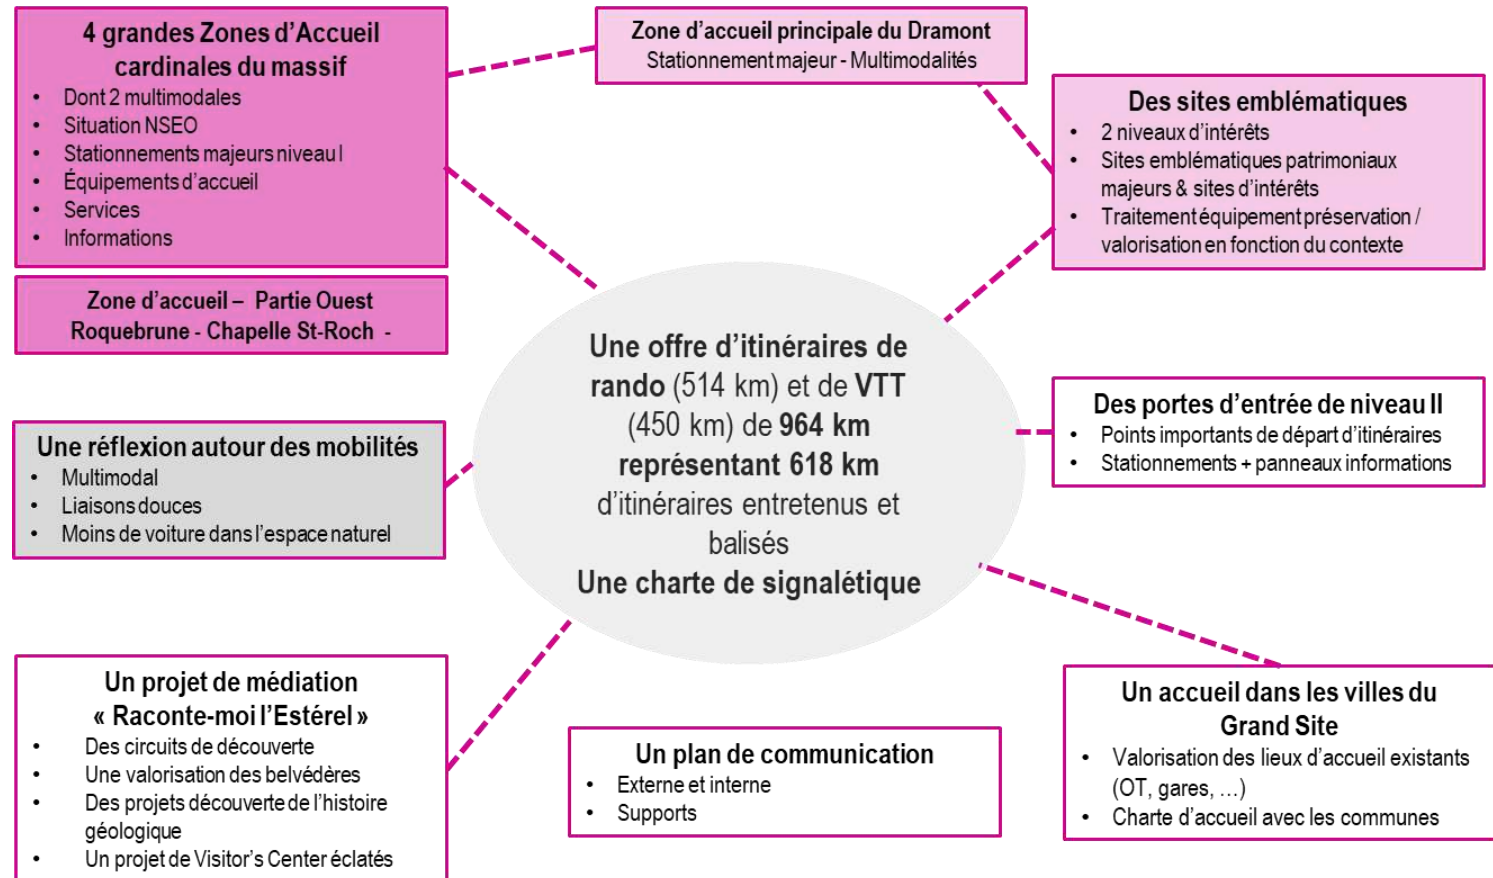 4 grandes Zones d’Accueil
cardinales du massif
• Dont 2 multimodales
• Situation NSEO
• Stationnements majeurs niveau I
• Équipements d’accueil
• Services
• Informations
Zone d’accueil – Partie Ouest
Roquebrune - Chapelle St-Roch -
Zone d’accueil principale du Dramont
Stationnement majeur - Multimodalités
Des sites emblématiques
• 2 niveaux d’intérêts
• Sites emblématiques patrimoniaux
majeurs & sites d’intérêts
• Traitement équipement préservation /
valorisation en fonction du contexte
Une offre d’itinéraires de
rando (514 km) et de VTT
(450 km) de 964 km
représentant 618 km
d’itinéraires entretenus et
balisés
Une charte de signalétique
Une réflexion autour des mobilités
• Multimodal
• Liaisons douces
• Moins de voiture dans l’espace naturel
Des portes d’entrée de niveau II
• Points importants de départ d’itinéraires
• Stationnements + panneaux informations
Un projet de médiation
« Raconte-moi l’Estérel »
• Des circuits de découverte
• Une valorisation des belvédères
• Des projets découverte de l’histoire
géologique
• Un projet de Visitor’s Center éclatés
Un plan de communication
• Externe et interne
• Supports
Un accueil dans les villes du
Grand Site
• Valorisation des lieux d’accueil existants
(OT, gares, …)
• Charte d’accueil avec les communes